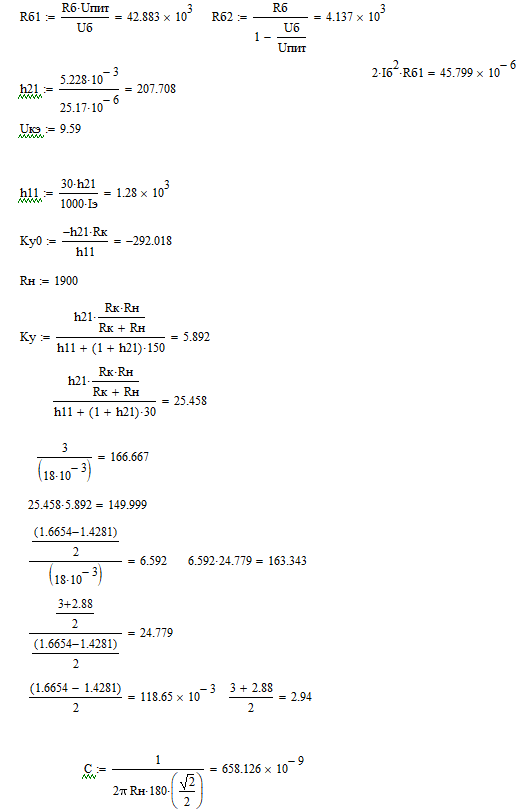 Rб1 := Rб·Uпит / Uб = 42.883 × 10^3 Rб2 := Rб / (1 − Uб / Uпит) = 4.137 × 10^3
2·Iб^2·Rб1 = 45.799 × 10^−6
h21 := 5.228·10^−3 / 25.17·10^−6 = 207.708
Uкэ := 9.59
h11 := 30·h21 / 1000·Iэ = 1.28 × 10^3
Ky0 := −h21·Rк / h11 = −292.018
Rн := 1900
Ky := h21· Rк·Rн / (Rк + Rн) / h11 + (1 + h21)·150 = 5.892
h21· Rк·Rн / (Rк + Rн) / h11 + (1 + h21)·30 = 25.458
3 / (18·10^−3) = 166.667
25.458·5.892 = 149.999
(1.6654−1.4281) / 2 / (18·10^−3) = 6.592 6.592·24.779 = 163.343
3+2.88 / 2 / (1.6654−1.4281) / 2 = 24.779
(1.6654 − 1.4281) / 2 = 118.65 × 10^−3 3 + 2.88 / 2 = 2.94
C := 1 / 2π Rн·180·(√2 / 2) = 658.126 × 10^−9